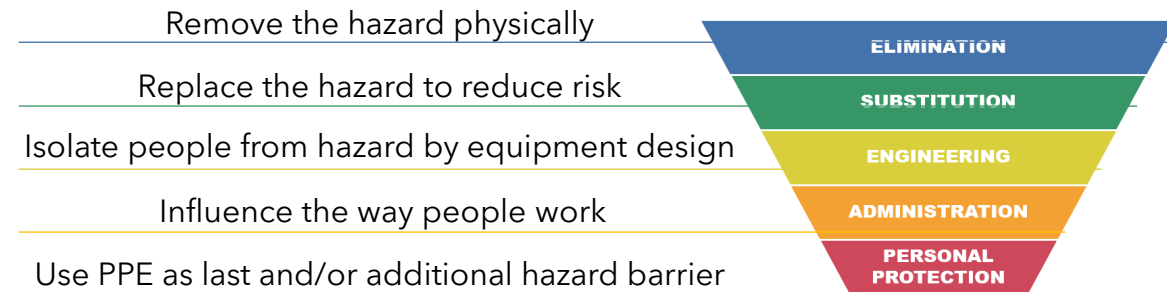 Remove the hazard physically
ELIMINATION
Replace the hazard to reduce risk
SUBSTITUTION
Isolate people from hazard by equipment design
ENGINEERING
Influence the way people work
ADMINISTRATION
Use PPE as last and/or additional hazard barrier
PERSONAL
PROTECTION